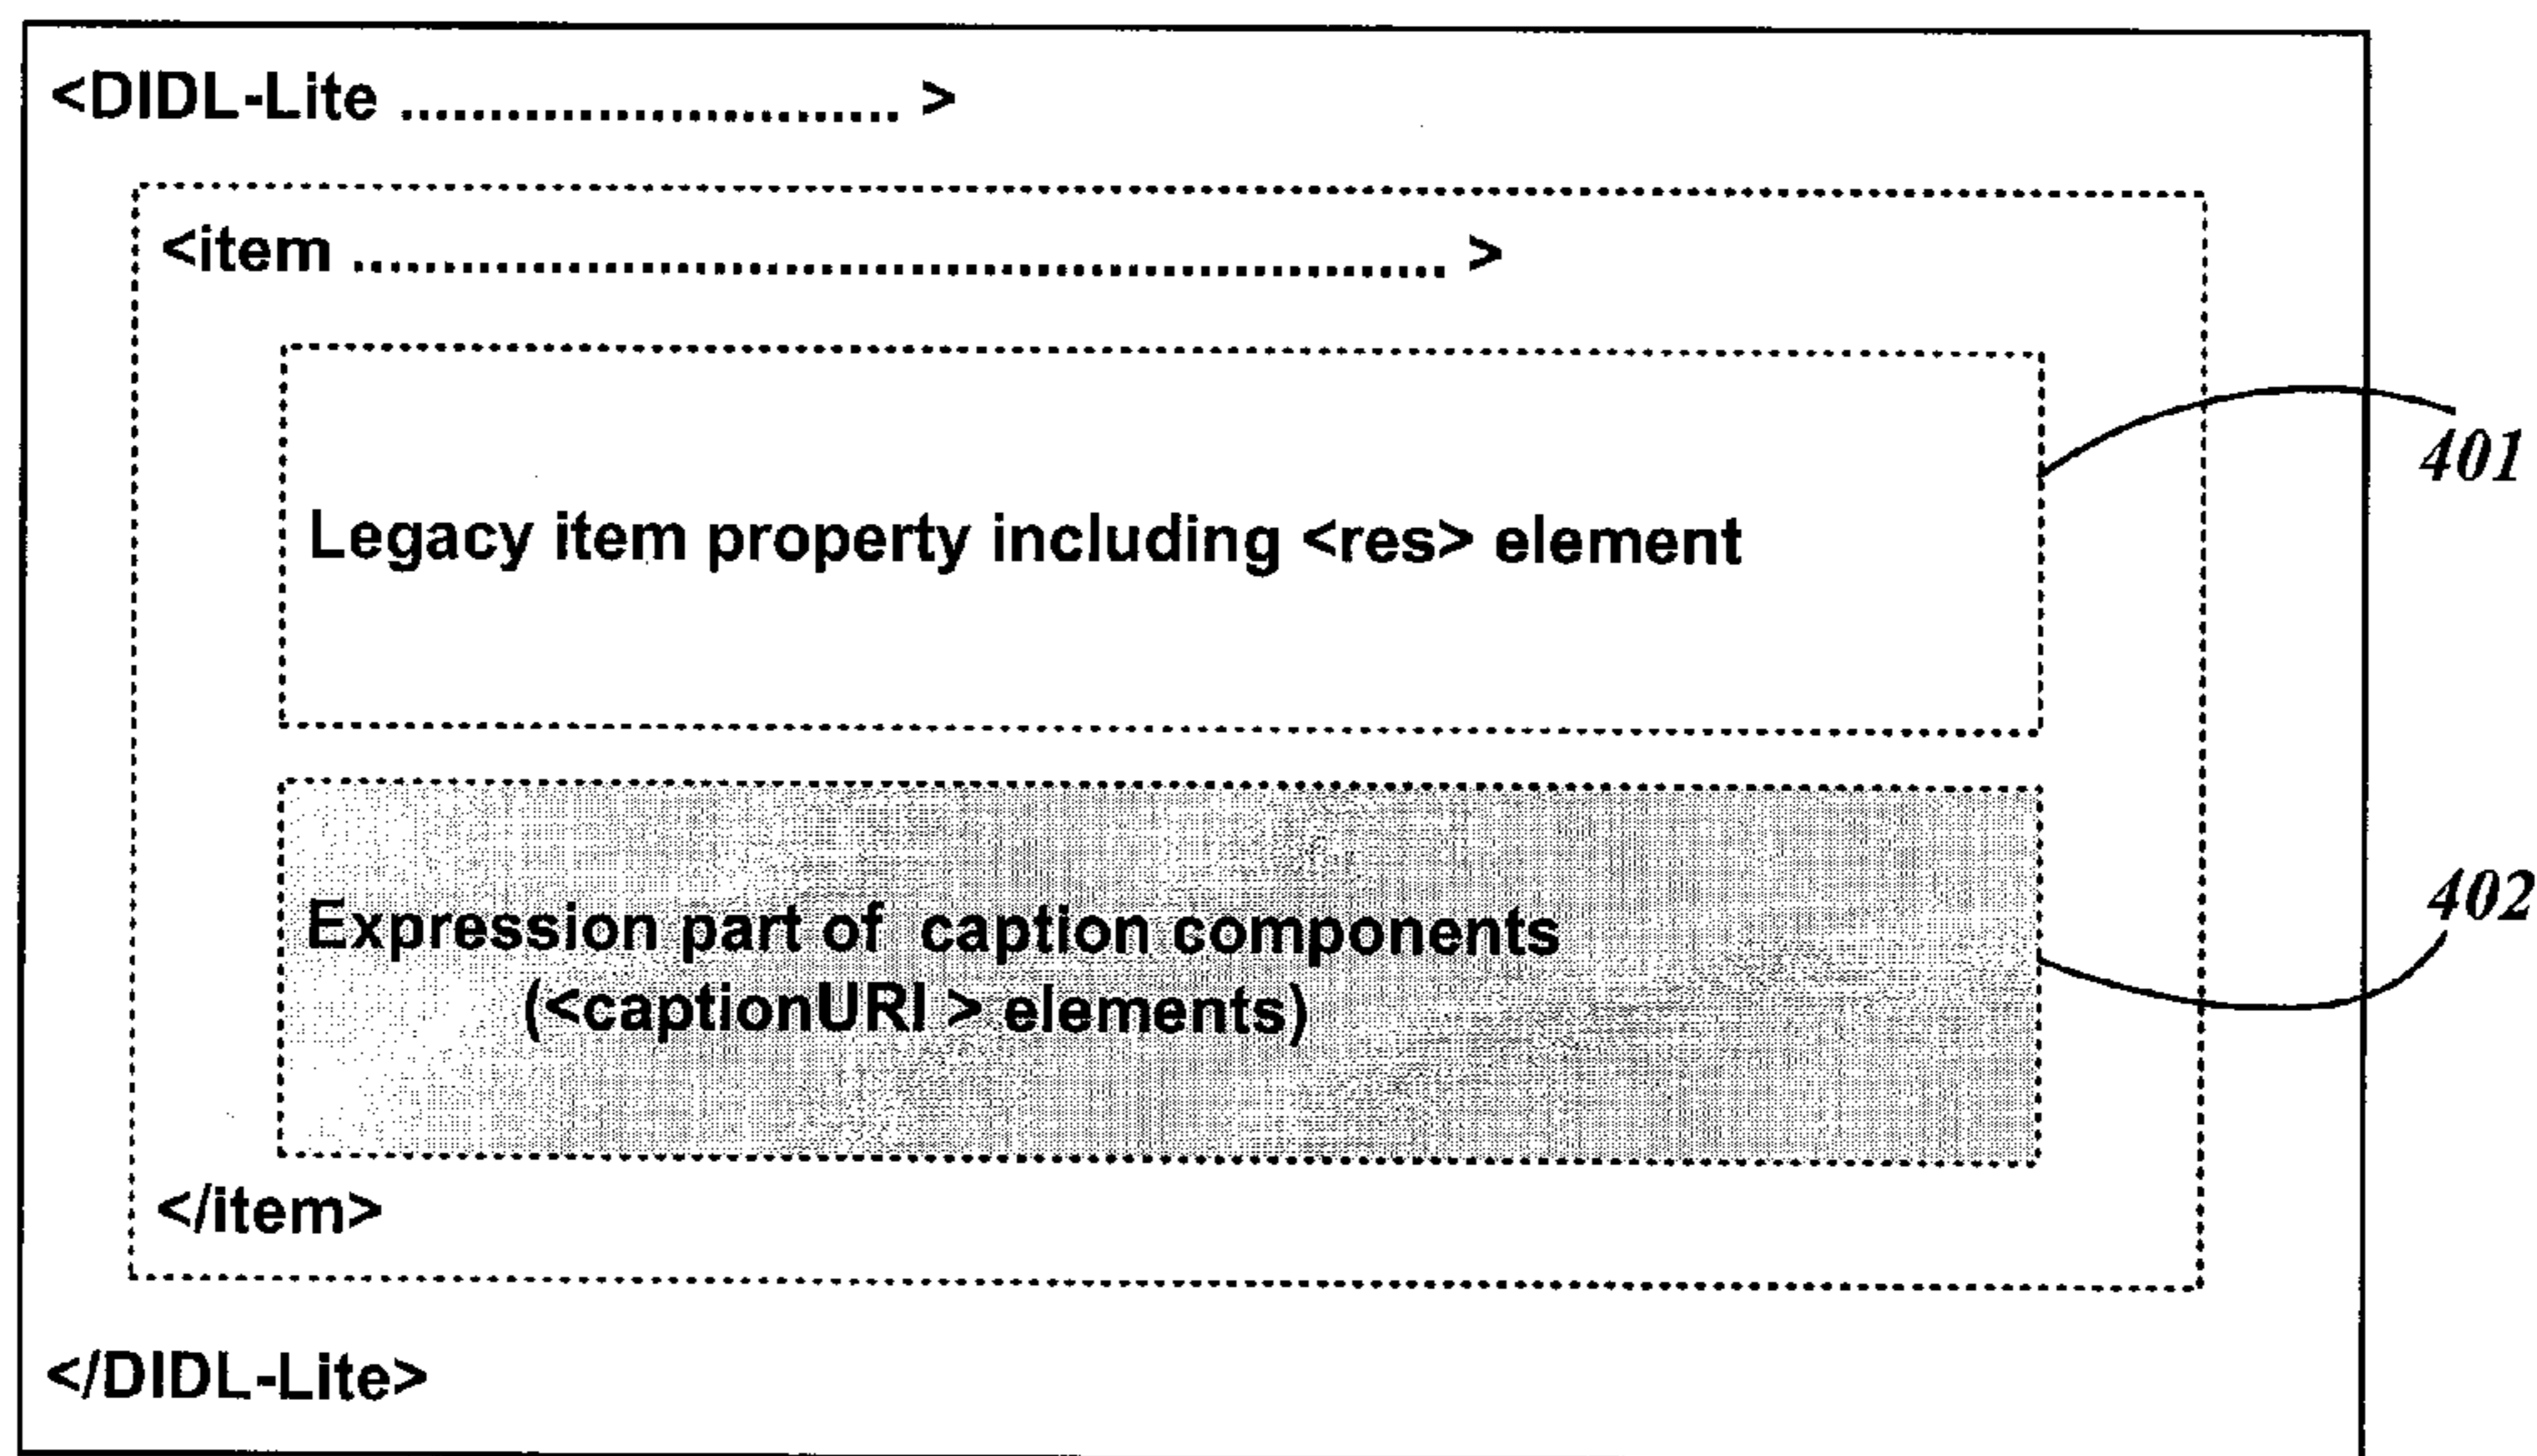 <DIDL-Lite ............................ >
<item ............................................................. >
401
Legacy item property including <res> element
402
Expression part of caption components
(<captionURI > elements)
</item>
</DIDL-Lite>